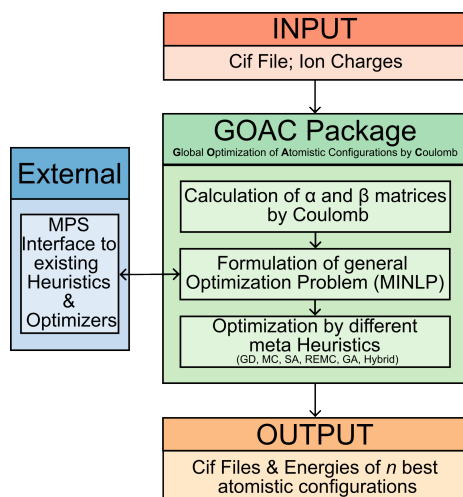 INPUT
Cif File; Ion Charges
GOAC Package
Global Optimization of Atomistic Configurations by Coulomb
External
MPS
Interface to
existing
Heuristics
&
Optimizers
Calculation of α and β matrices
by Coulomb
Formulation of general
Optimization Problem (MINLP)
Optimization by different
meta Heuristics
(GD, MC, SA, REMC, GA, Hybrid)
OUTPUT
Cif Files & Energies of n best
atomistic configurations